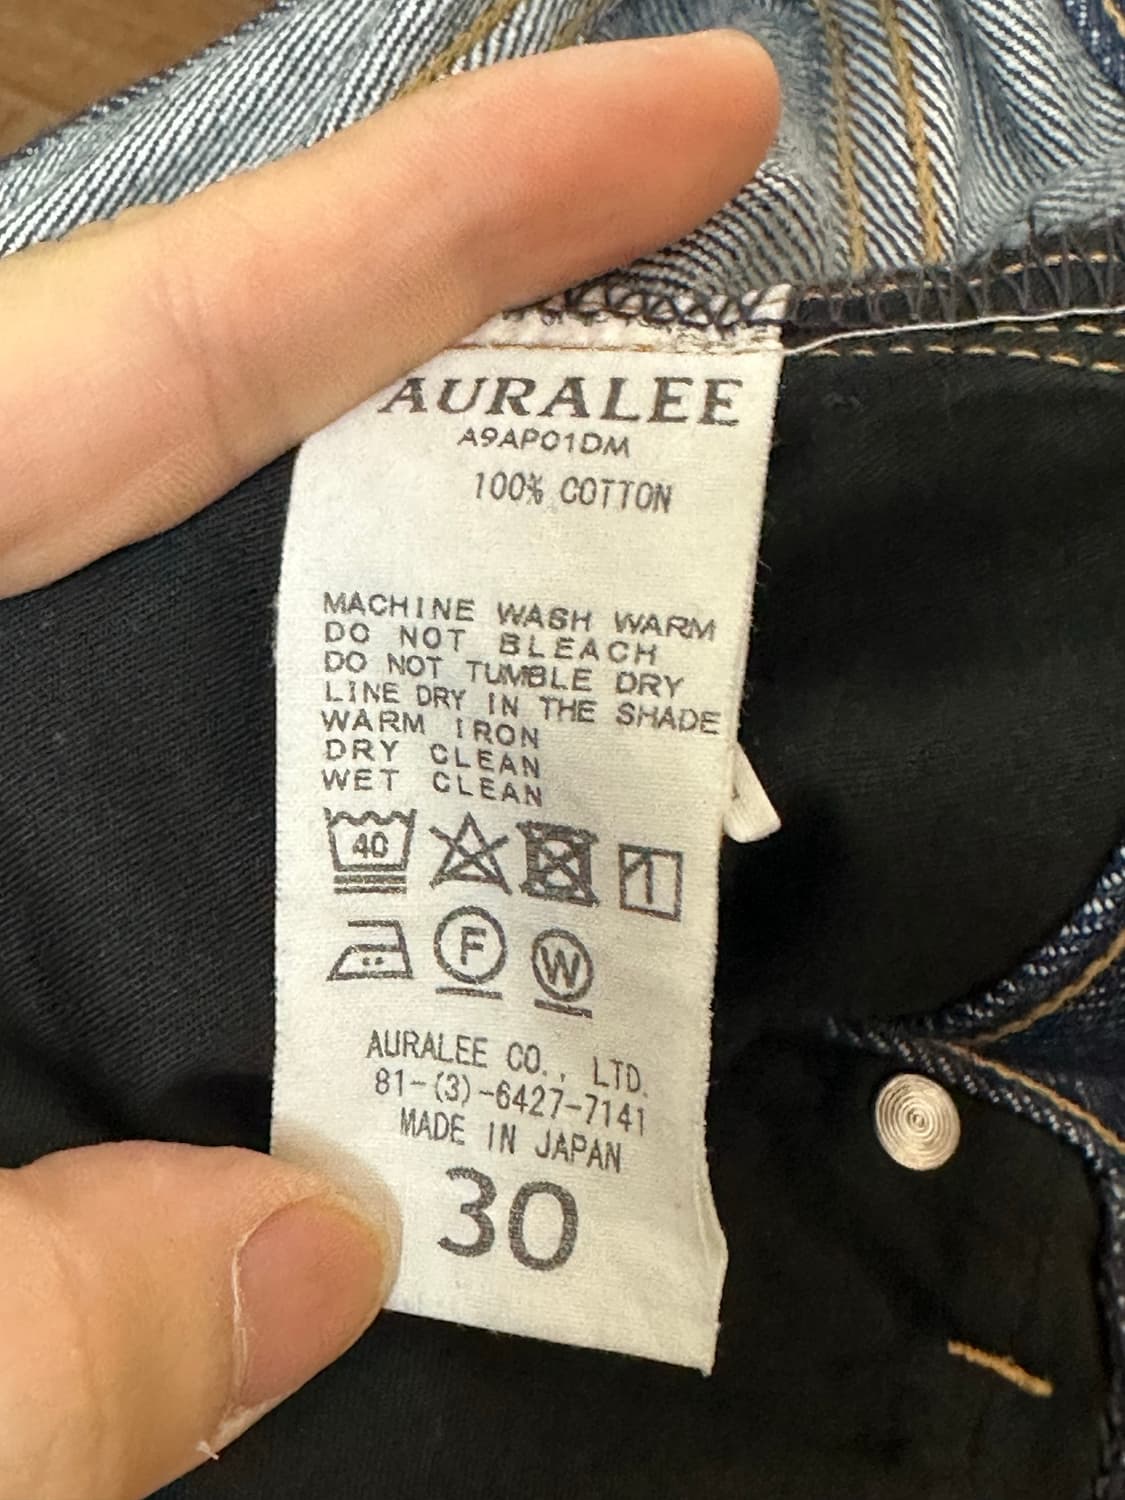 AURALEE
A9AP01DM
100% COTTON
MACHINE WASH WARM
DO NOT BLEACH
DO NOT TUMBLE DRY
LINE DRY IN THE SHADE
WARM IRON
DRY CLEAN
WET CLEAN
40
F W
AURALEE CO., LTD.
81-(3)-6427-7141
MADE IN JAPAN
30